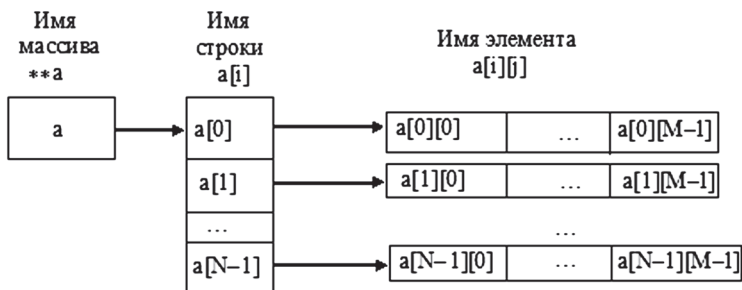 Имя массива
**a
Имя строки
a[i]
Имя элемента
a[i][j]
a
a[0]
a[0][0] ... a[0][M–1]
a[1]
a[1][0] ... a[1][M–1]
...
...
a[N–1]
a[N–1][0] ... a[N–1][M–1]